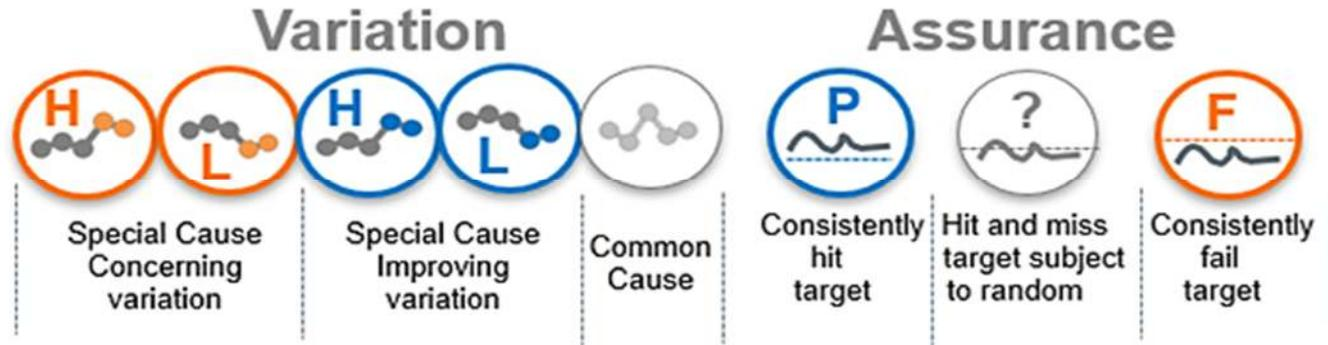 Variation
Assurance
H
L
H
L
P
?
F
Special Cause
Concerning
variation
Special Cause
Improving
variation
Common
Cause
Consistently
hit
target
Hit and miss
target subject
to random
Consistently
fail
target